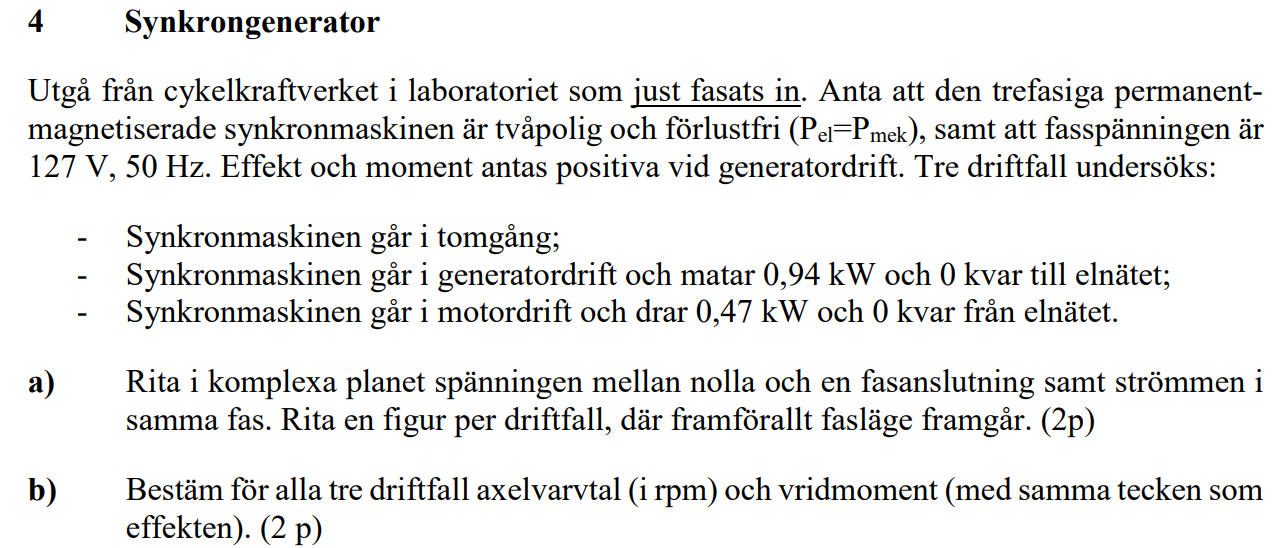 4 Synkrongenerator
Utgå från cykelkraftverket i laboratoriet som just fasats in. Anta att den trefasiga permanent-
magnetiserade synkronmaskinen är tvåpolig och förlustfri (Pel=Pmek), samt att fasspänningen är
127 V, 50 Hz. Effekt och moment antas positiva vid generatordrift. Tre driftfall undersöks:
- Synkronmaskinen går i tomgång;
- Synkronmaskinen går i generatordrift och matar 0,94 kW och 0 kvar till elnätet;
- Synkronmaskinen går i motordrift och drar 0,47 kW och 0 kvar från elnätet.
a) Rita i komplexa planet spänningen mellan nolla och en fasanslutning samt strömmen i
samma fas. Rita en figur per driftfall, där framförallt fasläge framgår. (2p)
b) Bestäm för alla tre driftfall axelvarvtal (i rpm) och vridmoment (med samma tecken som
effekten). (2 p)